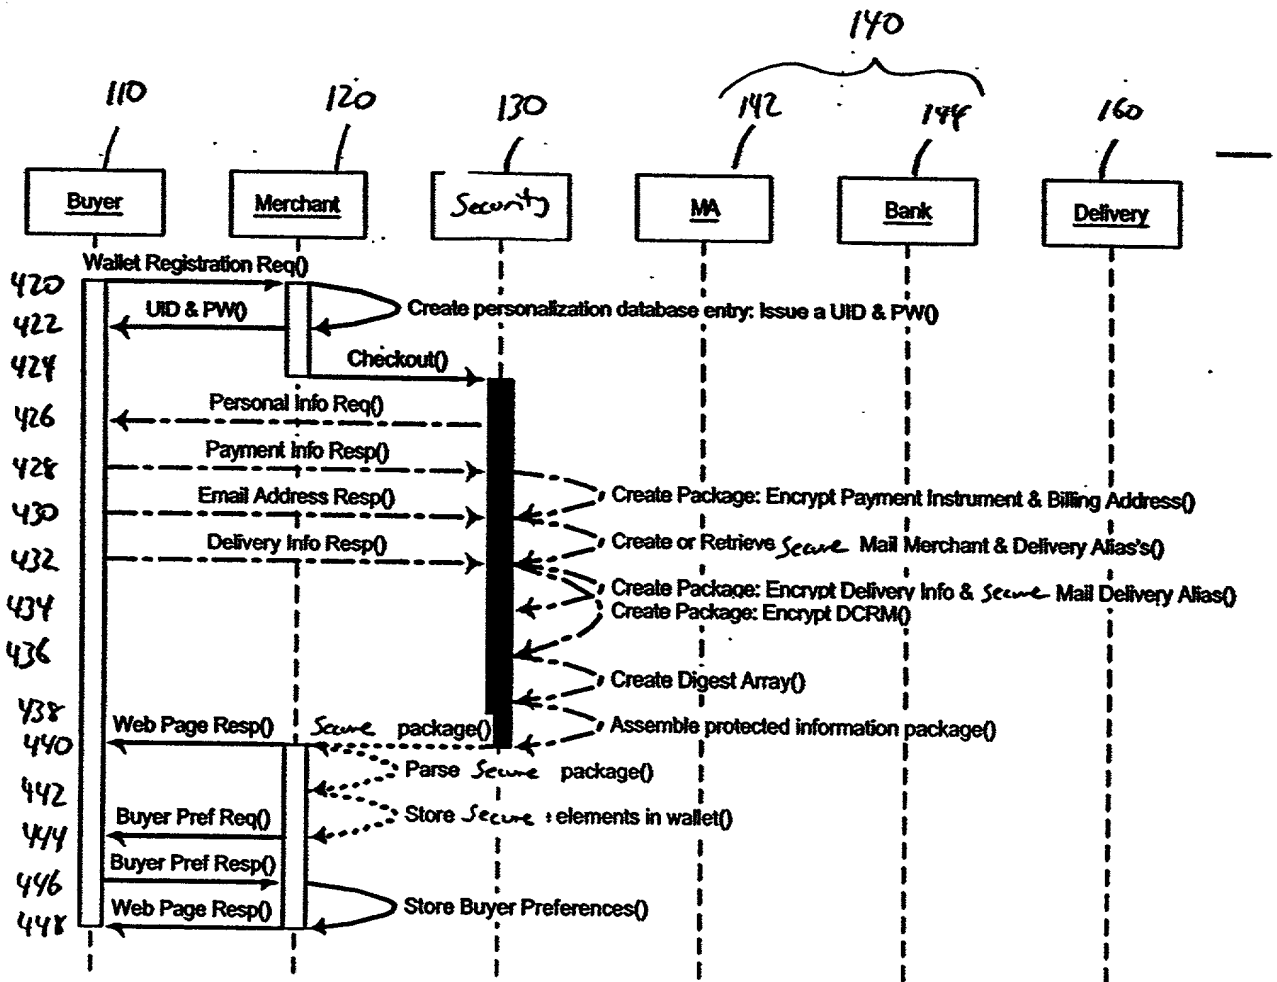 140
110 120 130 142 144 160
Buyer Merchant Security MA Bank Delivery
Wallet Registration Req()
420
UID & PW() Create personalization database entry: Issue a UID & PW()
422
424 Checkout()
Personal Info Req()
426
Payment Info Resp()
428
Email Address Resp() Create Package: Encrypt Payment Instrument & Billing Address()
430
Delivery Info Resp() Create or Retrieve Secure Mail Merchant & Delivery Alias's()
432
Create Package: Encrypt Delivery Info & Secure Mail Delivery Alias()
434 Create Package: Encrypt DCRM()
436
Create Digest Array()
438
Web Page Resp() Secure package() Assemble protected information package()
440
Parse Secure package()
442
Buyer Pref Req() Store Secure : elements in wallet()
444
Buyer Pref Resp()
446
Web Page Resp() Store Buyer Preferences()
448